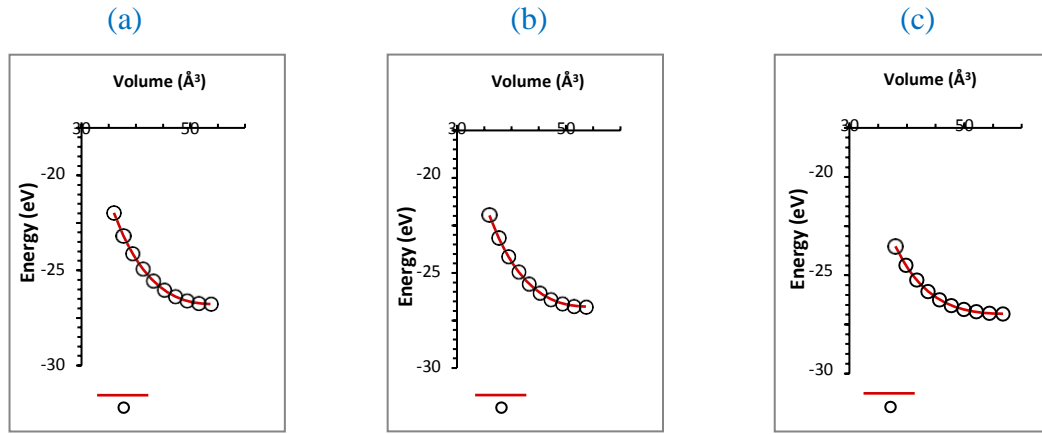 (a)
Volume (Å³)
30 50
-20
-25
-30
Energy (eV)
(b)
Volume (Å³)
30 50
-20
-25
-30
Energy (eV)
(c)
Volume (Å³)
30 50
-20
-25
-30
Energy (eV)